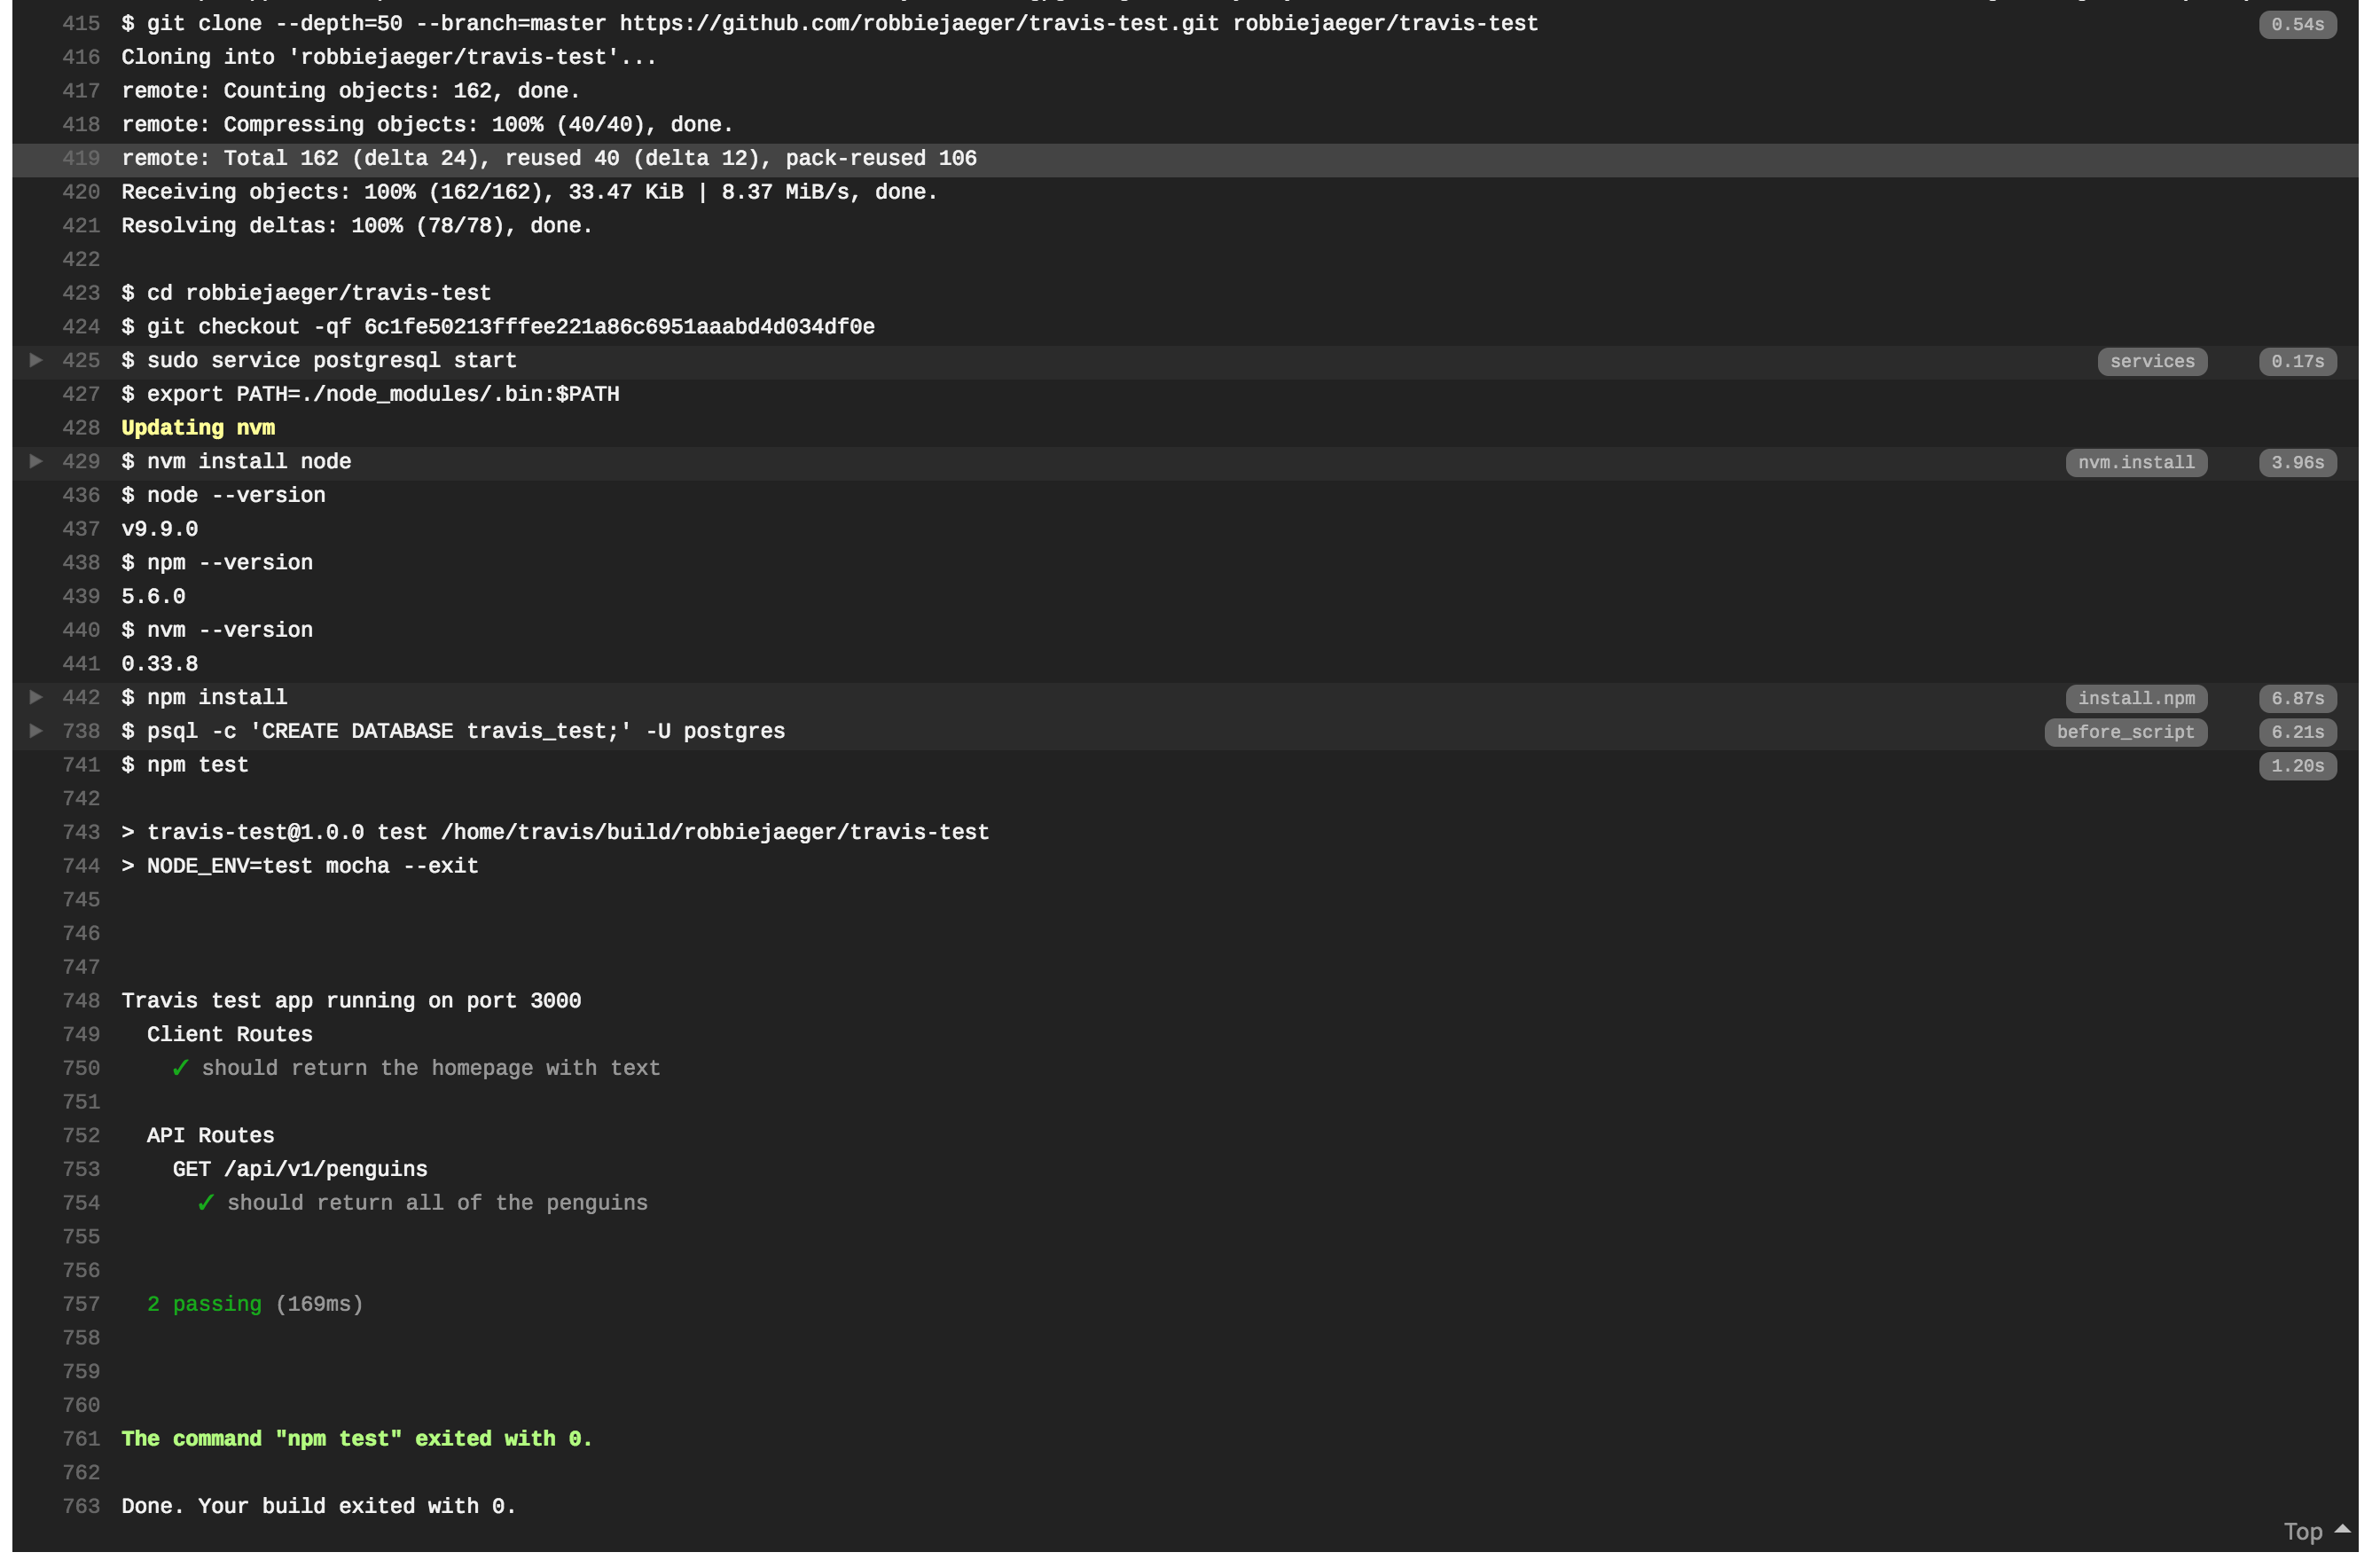 415 $ git clone --depth=50 --branch=master https://github.com/robbiejaeger/travis-test.git robbiejaeger/travis-test 0.54s
416 Cloning into 'robbiejaeger/travis-test'...
417 remote: Counting objects: 162, done.
418 remote: Compressing objects: 100% (40/40), done.
419 remote: Total 162 (delta 24), reused 40 (delta 12), pack-reused 106
420 Receiving objects: 100% (162/162), 33.47 KiB | 8.37 MiB/s, done.
421 Resolving deltas: 100% (78/78), done.
422
423 $ cd robbiejaeger/travis-test
424 $ git checkout -qf 6c1fe50213fffee221a86c6951aaabd4d034df0e
425 $ sudo service postgresql start services 0.17s
427 $ export PATH=./node_modules/.bin:$PATH
428 Updating nvm
429 $ nvm install node nvm.install 3.96s
436 $ node --version
437 v9.9.0
438 $ npm --version
439 5.6.0
440 $ nvm --version
441 0.33.8
442 $ npm install install.npm 6.87s
738 $ psql -c 'CREATE DATABASE travis_test;' -U postgres before_script 6.21s
741 $ npm test 1.20s
742
743 > travis-test@1.0.0 test /home/travis/build/robbiejaeger/travis-test
744 > NODE_ENV=test mocha --exit
745
746
747
748 Travis test app running on port 3000
749 Client Routes
750 ✓ should return the homepage with text
751
752 API Routes
753 GET /api/v1/penguins
754 ✓ should return all of the penguins
755
756
757 2 passing (169ms)
758
759
760
761 The command "npm test" exited with 0.
762
763 Done. Your build exited with 0.
Top